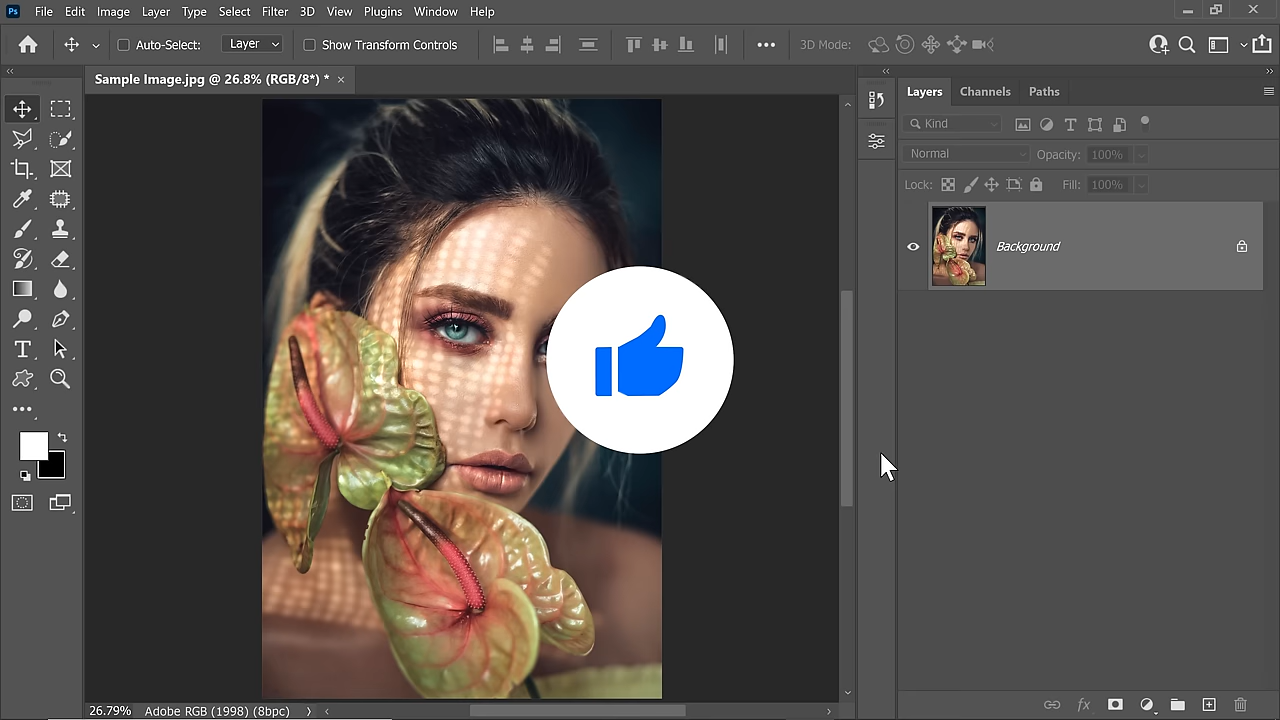 Ps File Edit Image Layer Type Select Filter 3D View Plugins Window Help
Auto-Select: Layer Show Transform Controls 3D Mode:
Sample Image.jpg @ 26.8% (RGB/8*) *
Layers Channels Paths
Kind
Normal Opacity: 100%
Lock: Fill: 100%
Background
26.79% Adobe RGB (1998) (8bpc)
fx